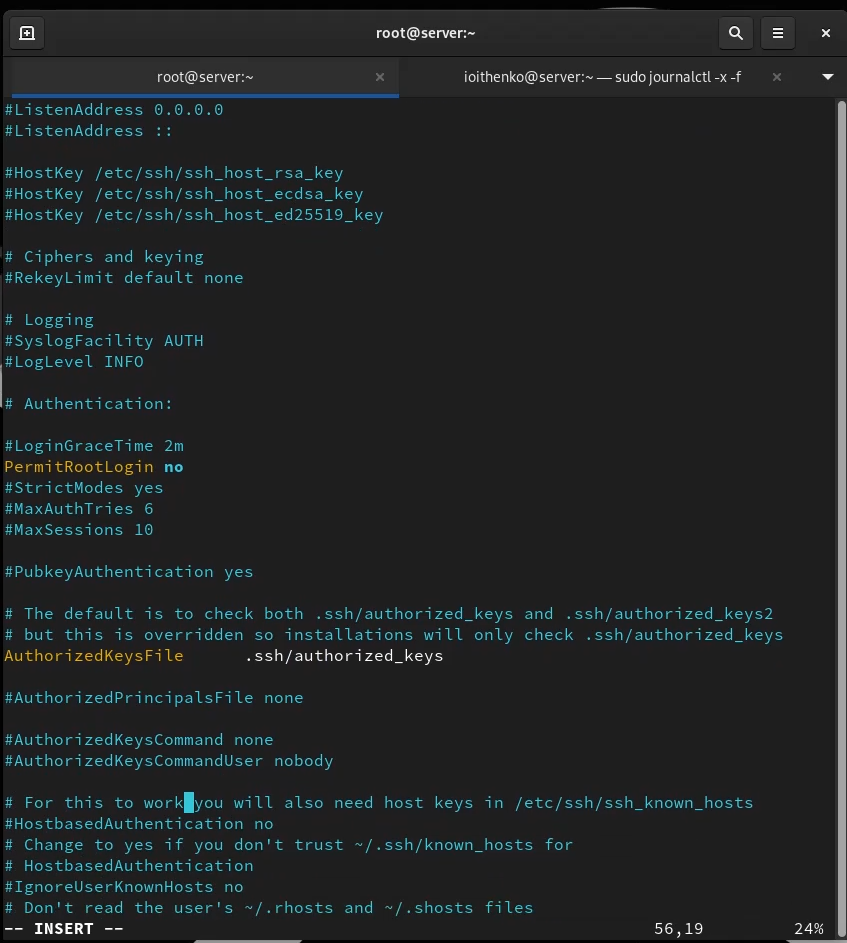 root@server:~
root@server:~
ioithenko@server:~ — sudo journalctl -x -f
#ListenAddress 0.0.0.0
#ListenAddress ::
#HostKey /etc/ssh/ssh_host_rsa_key
#HostKey /etc/ssh/ssh_host_ecdsa_key
#HostKey /etc/ssh/ssh_host_ed25519_key
# Ciphers and keying
#RekeyLimit default none
# Logging
#SyslogFacility AUTH
#LogLevel INFO
# Authentication:
#LoginGraceTime 2m
PermitRootLogin no
#StrictModes yes
#MaxAuthTries 6
#MaxSessions 10
#PubkeyAuthentication yes
# The default is to check both .ssh/authorized_keys and .ssh/authorized_keys2
# but this is overridden so installations will only check .ssh/authorized_keys
AuthorizedKeysFile      .ssh/authorized_keys
#AuthorizedPrincipalsFile none
#AuthorizedKeysCommand none
#AuthorizedKeysCommandUser nobody
# For this to work you will also need host keys in /etc/ssh/ssh_known_hosts
#HostbasedAuthentication no
# Change to yes if you don't trust ~/.ssh/known_hosts for
# HostbasedAuthentication
#IgnoreUserKnownHosts no
# Don't read the user's ~/.rhosts and ~/.shosts files
-- INSERT -- 56,19 24%